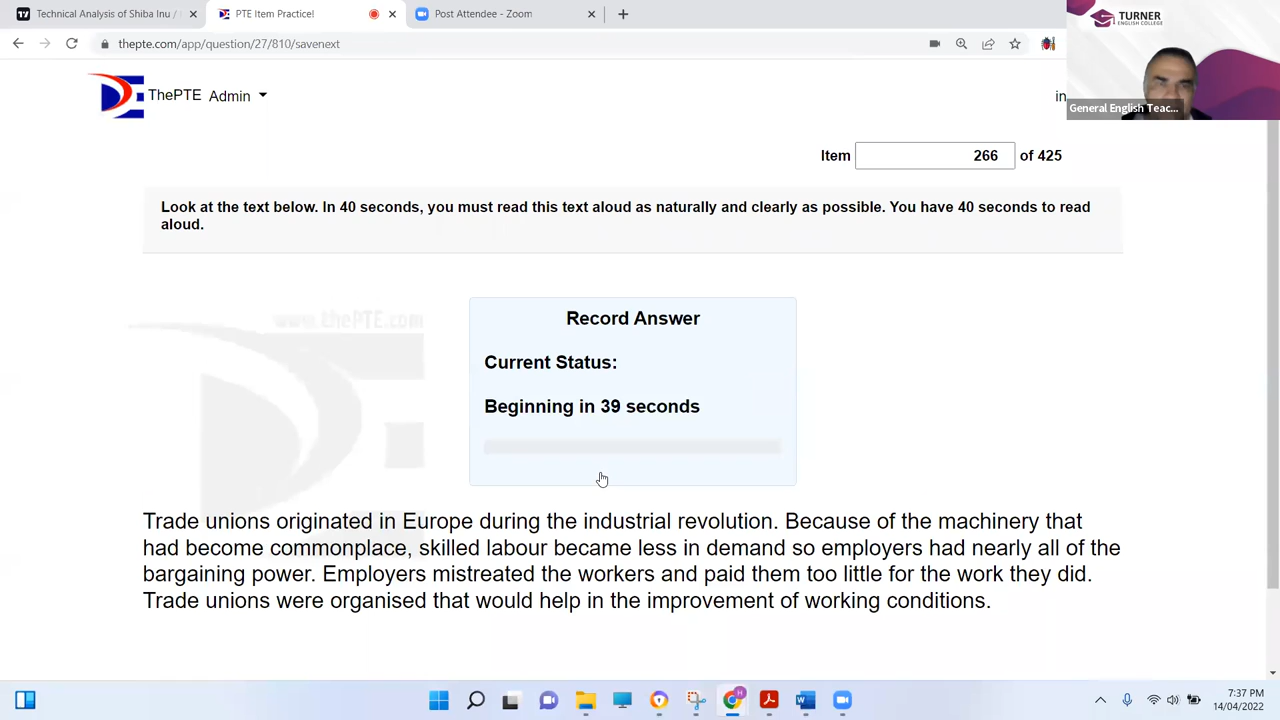 Technical Analysis of Shiba Inu /
PTE Item Practice!
Post Attendee - Zoom
thepte.com/app/question/27/810/savenext
TURNER
ENGLISH COLLEGE
General English Teac...
ThePTE Admin
in
Item 266 of 425
Look at the text below. In 40 seconds, you must read this text aloud as naturally and clearly as possible. You have 40 seconds to read
aloud.
www.thePTE.com
Record Answer
Current Status:
Beginning in 39 seconds
Trade unions originated in Europe during the industrial revolution. Because of the machinery that
had become commonplace, skilled labour became less in demand so employers had nearly all of the
bargaining power. Employers mistreated the workers and paid them too little for the work they did.
Trade unions were organised that would help in the improvement of working conditions.
7:37 PM
14/04/2022